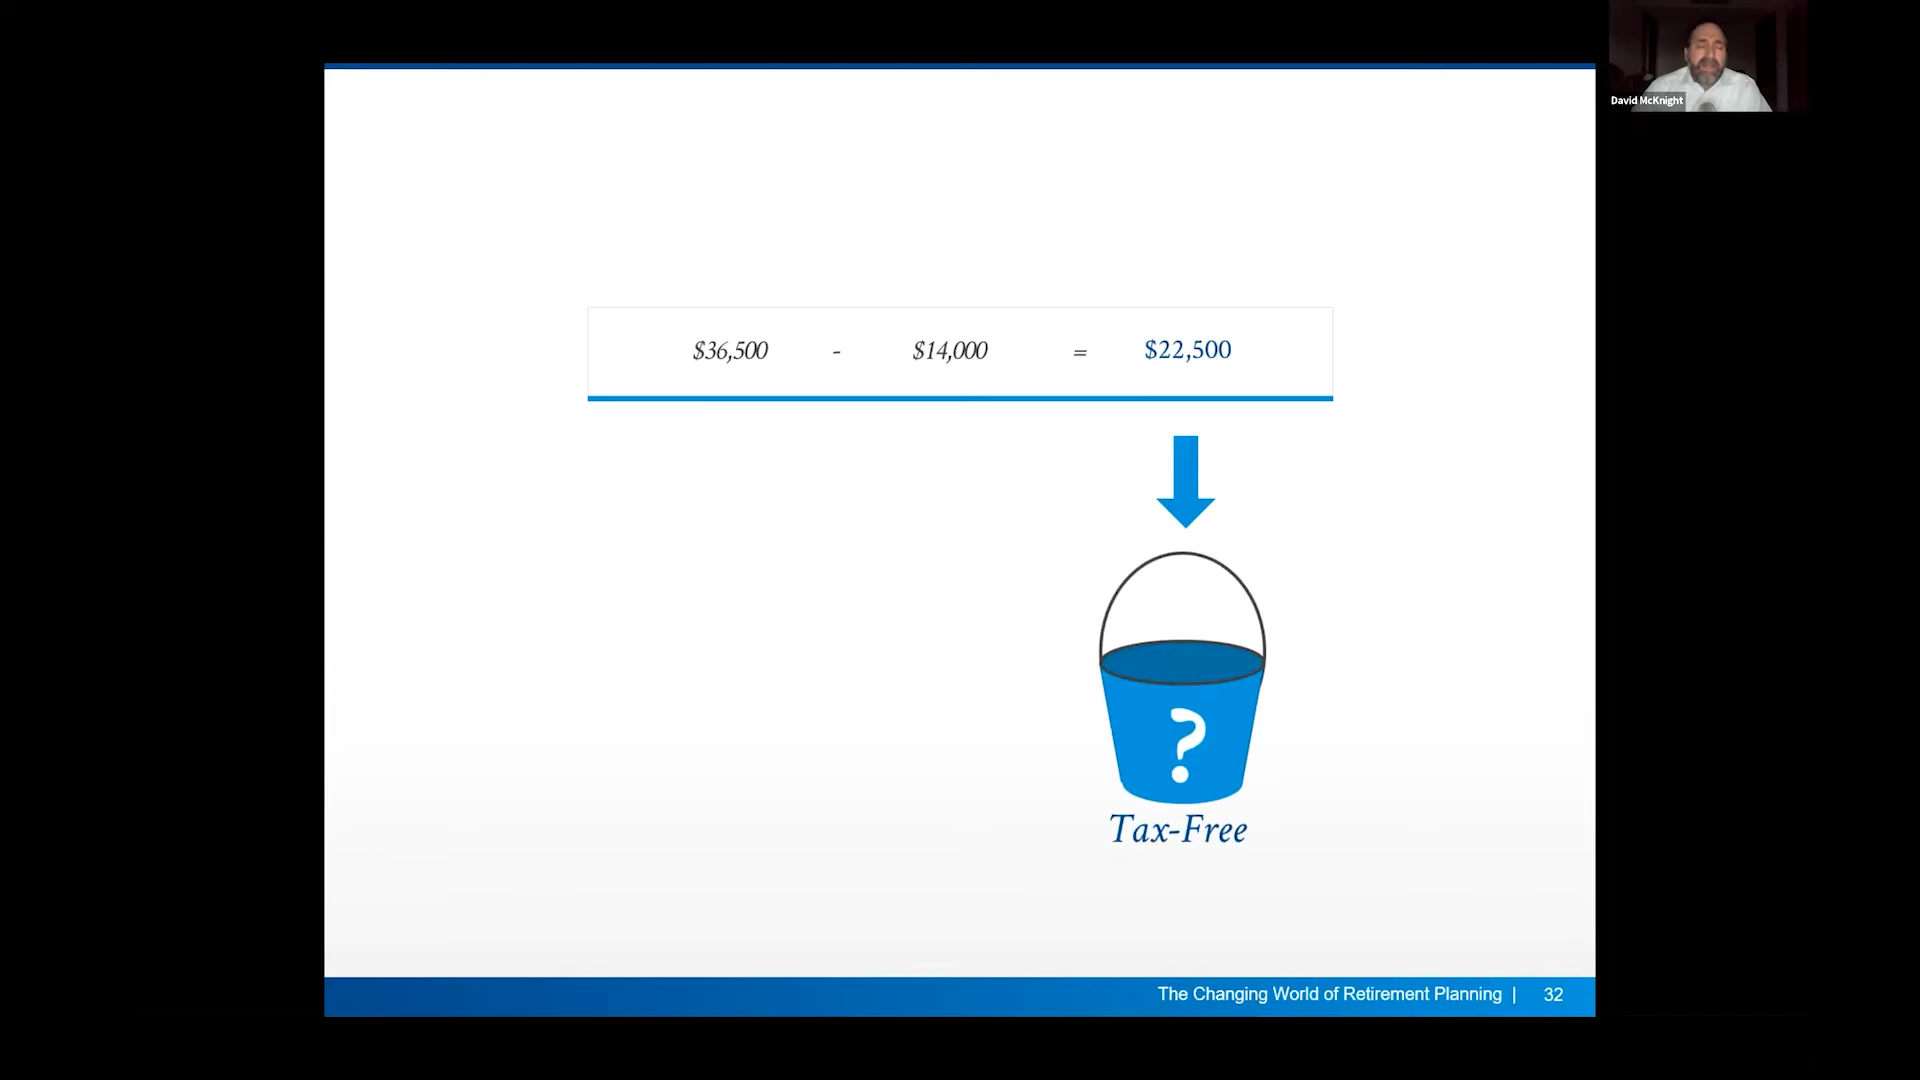 David McKnight
$36,500 - $14,000 = $22,500
?
Tax-Free
The Changing World of Retirement Planning | 32